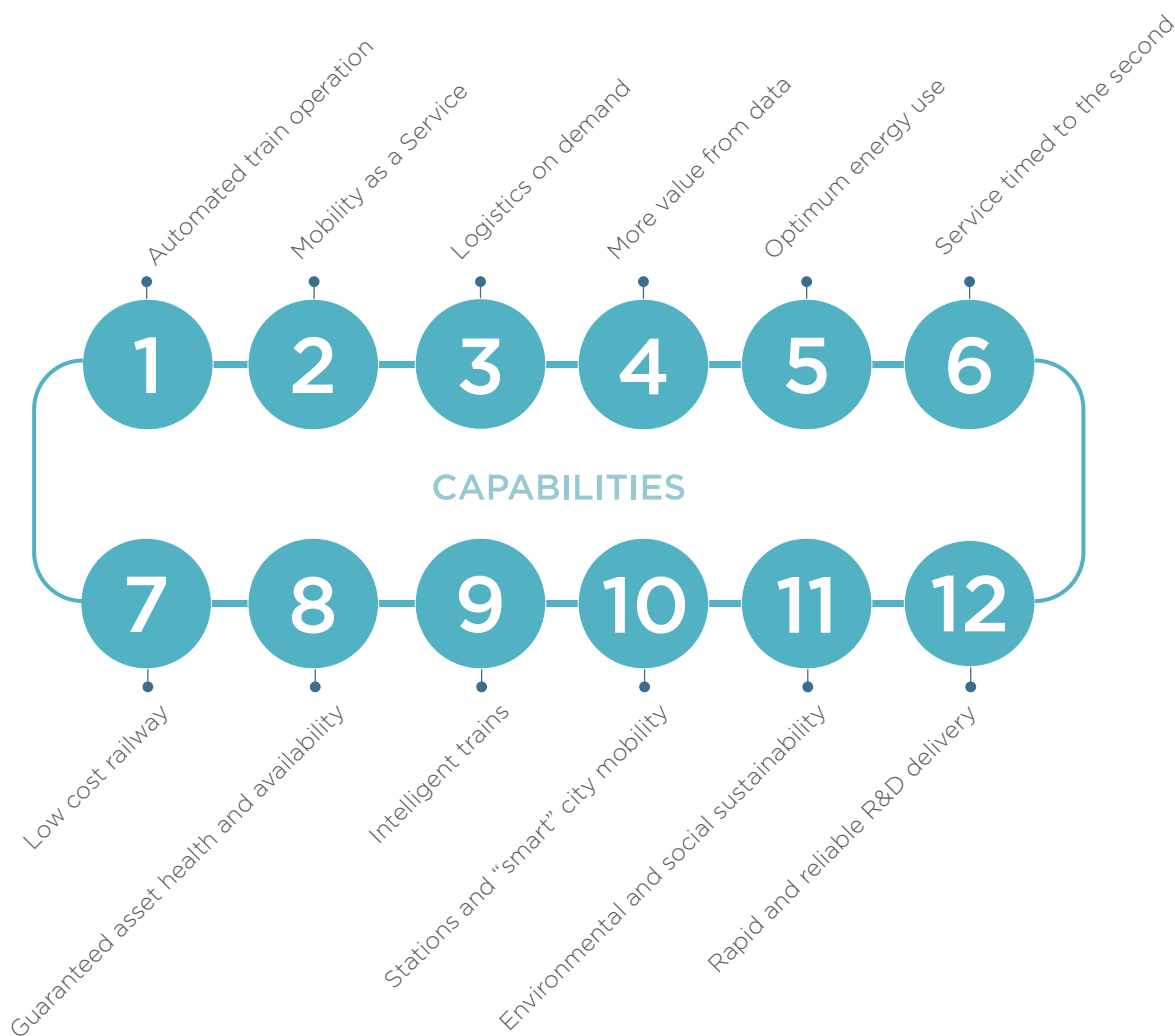 Automated train operation
Mobility as a Service
Logistics on demand
More value from data
Optimum energy use
Service timed to the second
1
2
3
4
5
6
CAPABILITIES
7
8
9
10
11
12
Low cost railway
Guaranteed asset health and availability
Intelligent trains
Stations and “smart” city mobility
Environmental and social sustainability
Rapid and reliable R&D delivery